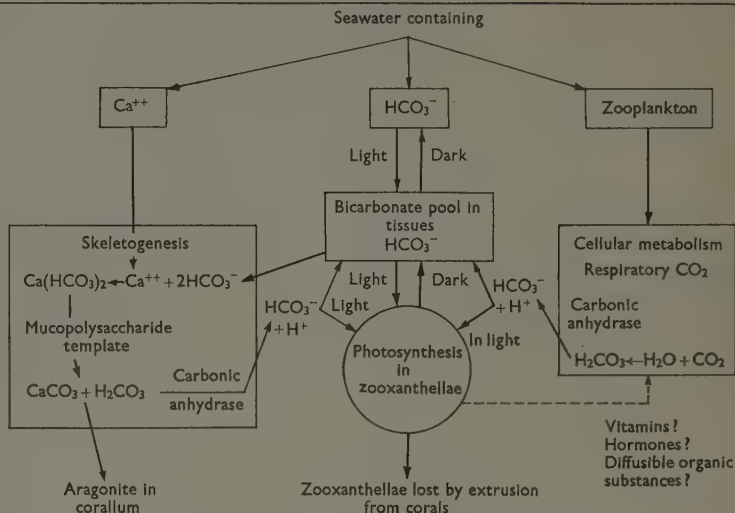 Seawater containing
Ca⁺⁺
HCO₃⁻
Zooplankton
Light
Dark
Bicarbonate pool in
tissues
HCO₃⁻
Skeletogenesis
Ca(HCO₃)₂←Ca⁺⁺+2HCO₃⁻
Mucopolysaccharide
template
CaCO₃+H₂CO₃
Carbonic
anhydrase
HCO₃⁻
+H⁺
Light
Light
Dark
HCO₃⁻
+H⁺
In light
Photosynthesis
in
zooxanthellae
Cellular metabolism
Respiratory CO₂
Carbonic
anhydrase
H₂CO₃←H₂O+CO₂
Vitamins?
Hormones?
Diffusible organic
substances?
Aragonite in
corallum
Zooxanthellae lost by extrusion
from corals